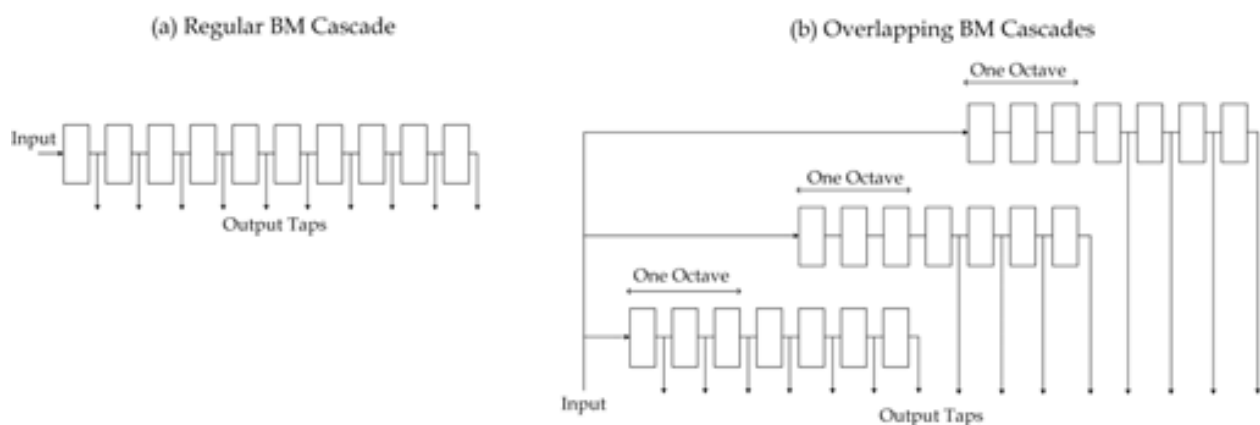 (a) Regular BM Cascade
Input
Output Taps
(b) Overlapping BM Cascades
One Octave
One Octave
One Octave
Input
Output Taps